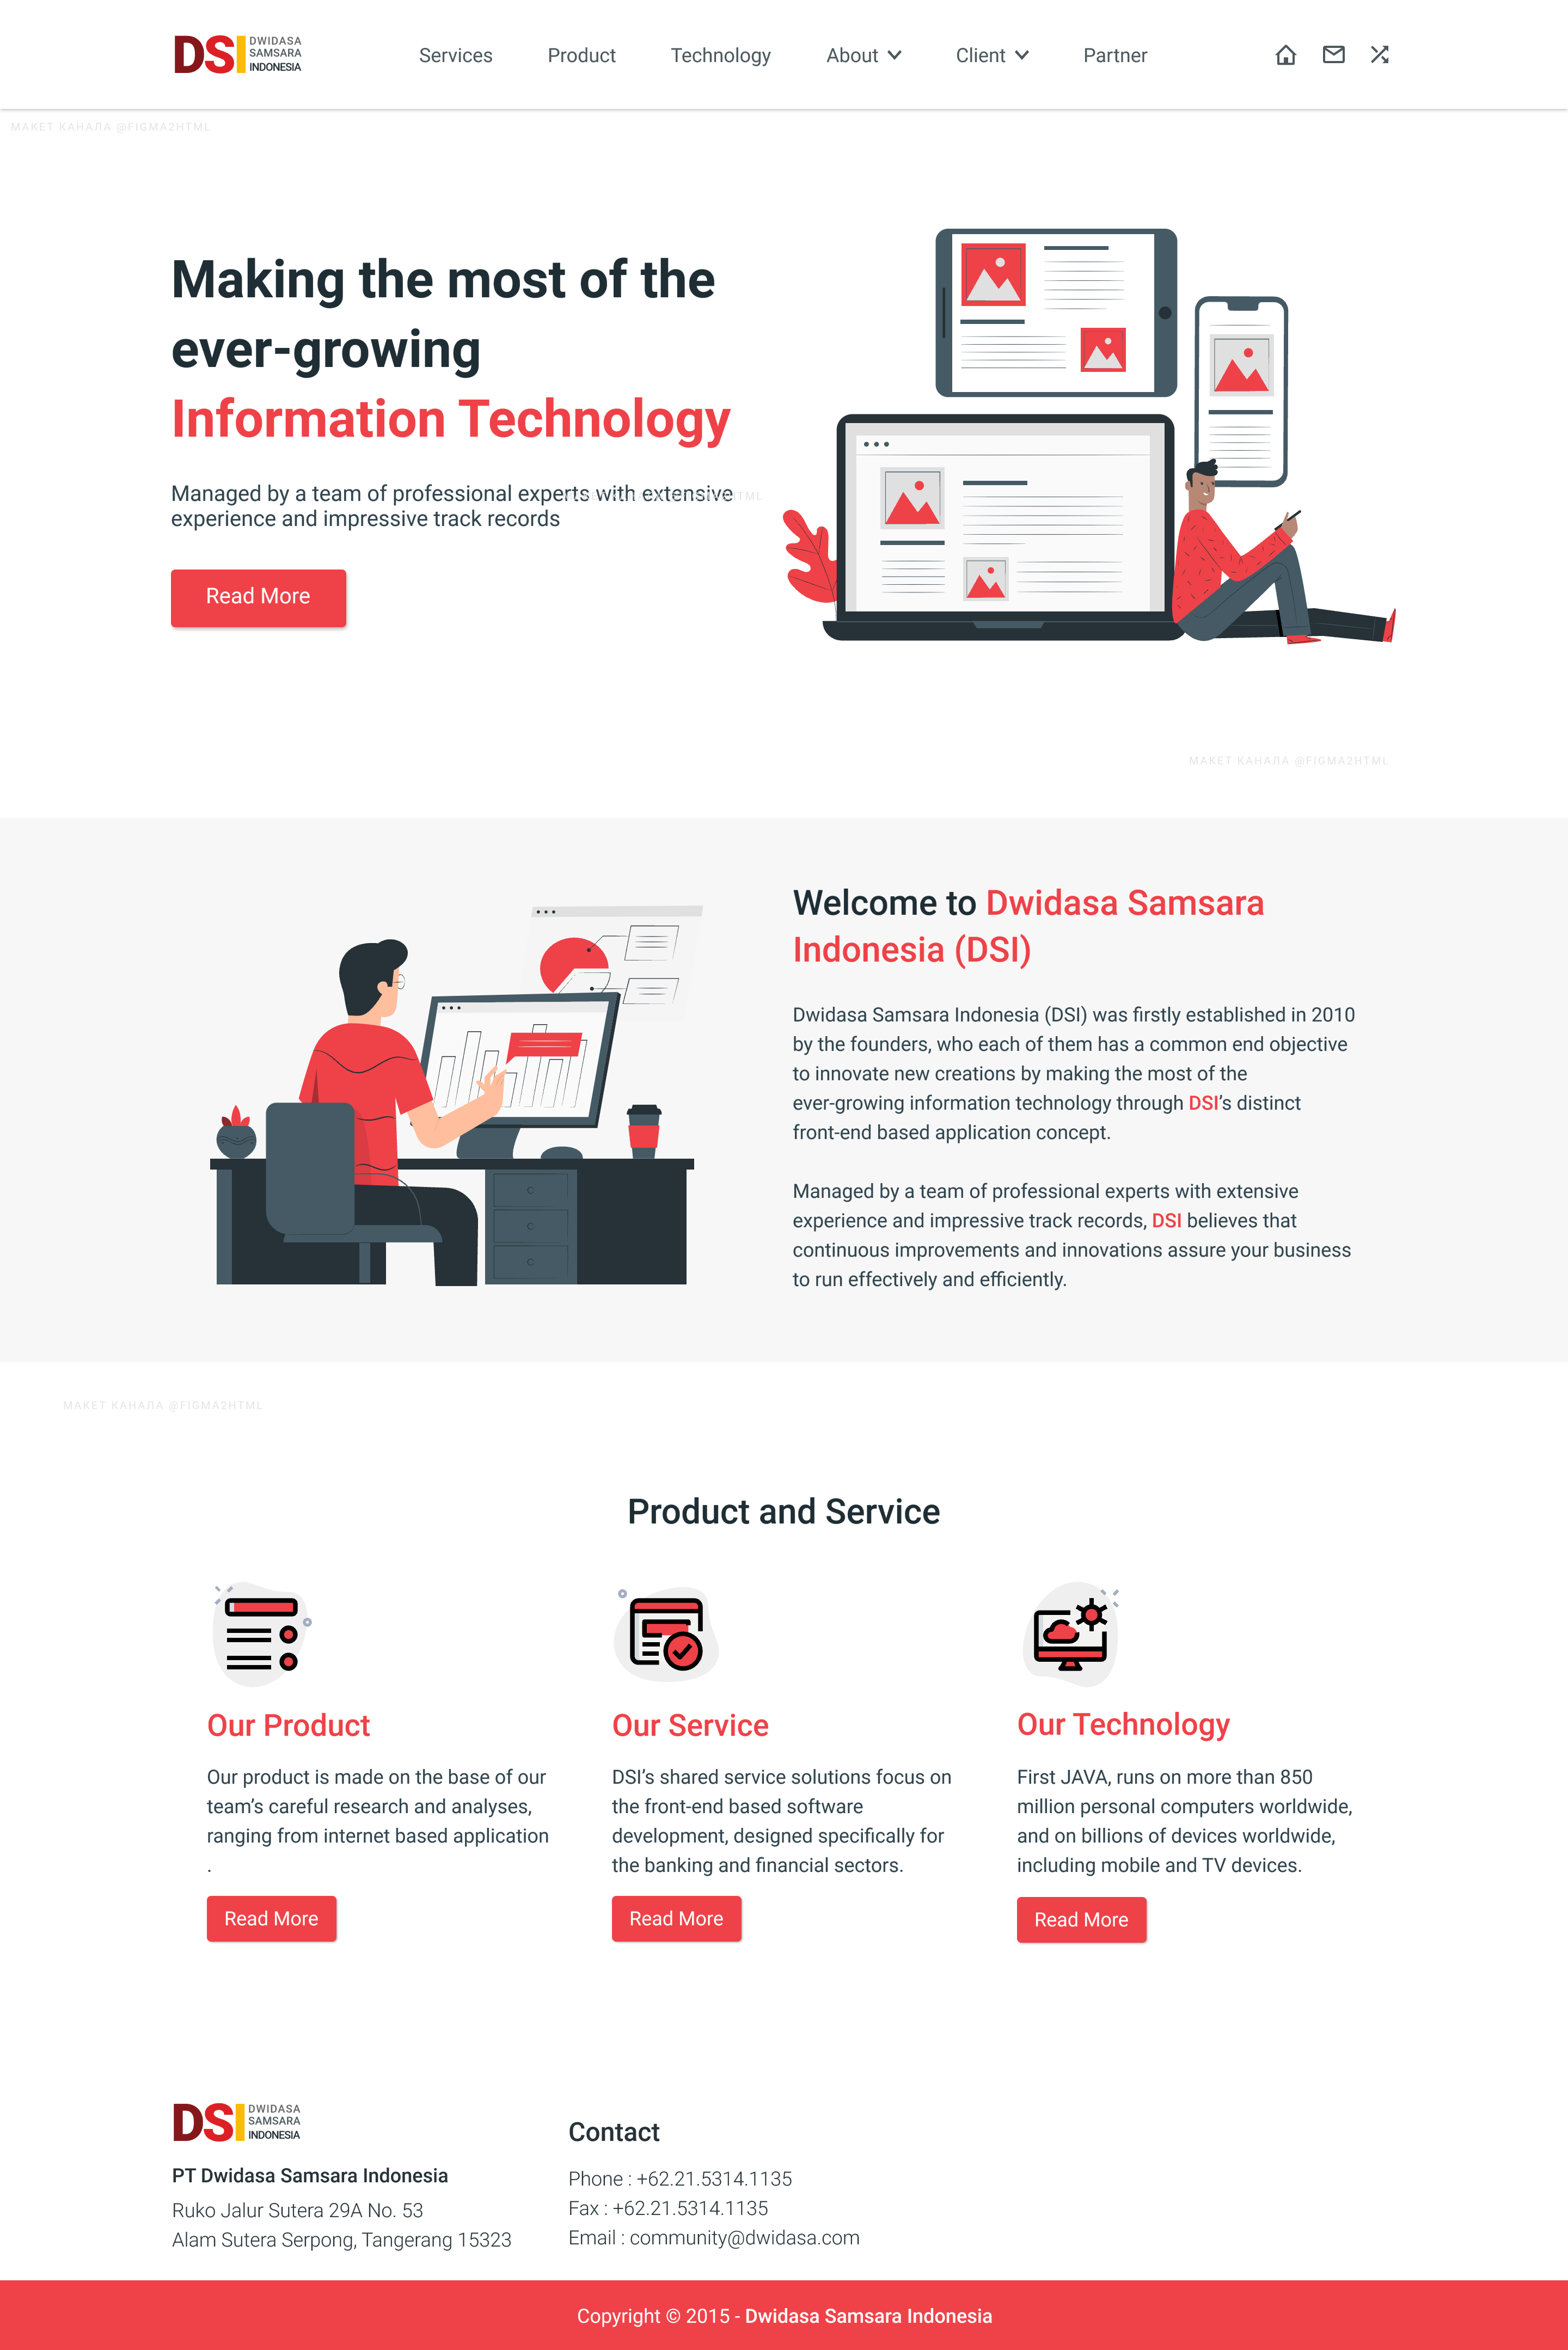 DSI DWIDASA
SAMSARA
INDONESIA
Services Product Technology About Client Partner
МАКЕТ КАНАЛА @FIGMA2HTML
Making the most of the
ever-growing
Information Technology
Managed by a team of professional experts with extensive
experience and impressive track records
Read More
МАКЕТ КАНАЛА @FIGMA2HTML
Welcome to Dwidasa Samsara
Indonesia (DSI)
Dwidasa Samsara Indonesia (DSI) was firstly established in 2010
by the founders, who each of them has a common end objective
to innovate new creations by making the most of the
ever-growing information technology through DSI’s distinct
front-end based application concept.
Managed by a team of professional experts with extensive
experience and impressive track records, DSI believes that
continuous improvements and innovations assure your business
to run effectively and efficiently.
МАКЕТ КАНАЛА @FIGMA2HTML
Product and Service
Our Product
Our product is made on the base of our
team’s careful research and analyses,
ranging from internet based application
.
Read More
Our Service
DSI’s shared service solutions focus on
the front-end based software
development, designed specifically for
the banking and financial sectors.
Read More
Our Technology
First JAVA, runs on more than 850
million personal computers worldwide,
and on billions of devices worldwide,
including mobile and TV devices.
Read More
DSI DWIDASA
SAMSARA
INDONESIA
PT Dwidasa Samsara Indonesia
Ruko Jalur Sutera 29A No. 53
Alam Sutera Serpong, Tangerang 15323
Contact
Phone : +62.21.5314.1135
Fax : +62.21.5314.1135
Email : community@dwidasa.com
Copyright © 2015 - Dwidasa Samsara Indonesia